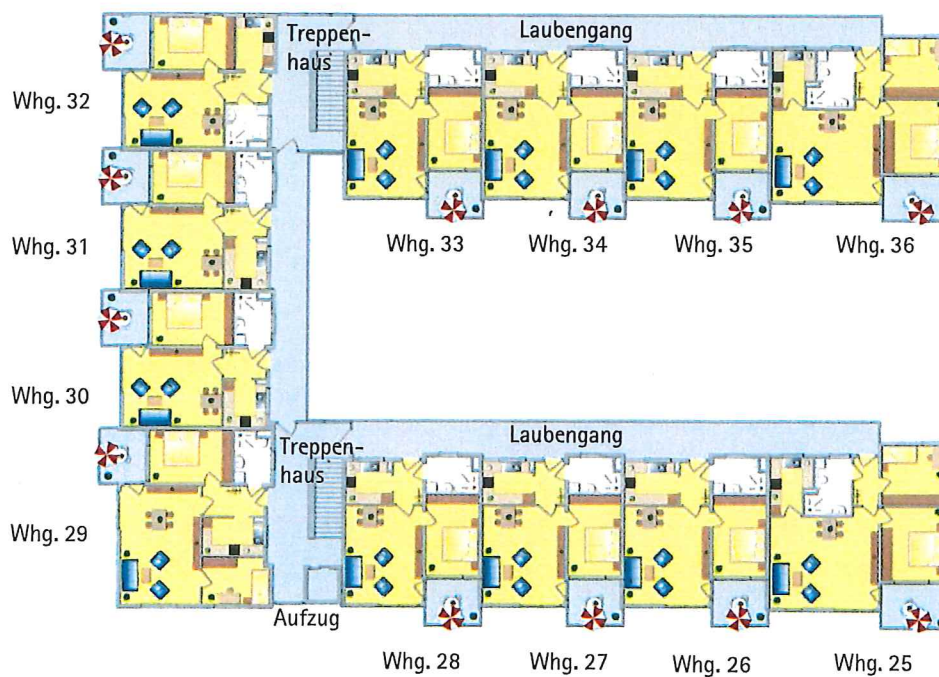 Treppen-
haus
Laubengang
Whg. 32
Whg. 31
Whg. 33
Whg. 34
Whg. 35
Whg. 36
Whg. 30
Treppen-
haus
Laubengang
Whg. 29
Aufzug
Whg. 28
Whg. 27
Whg. 26
Whg. 25